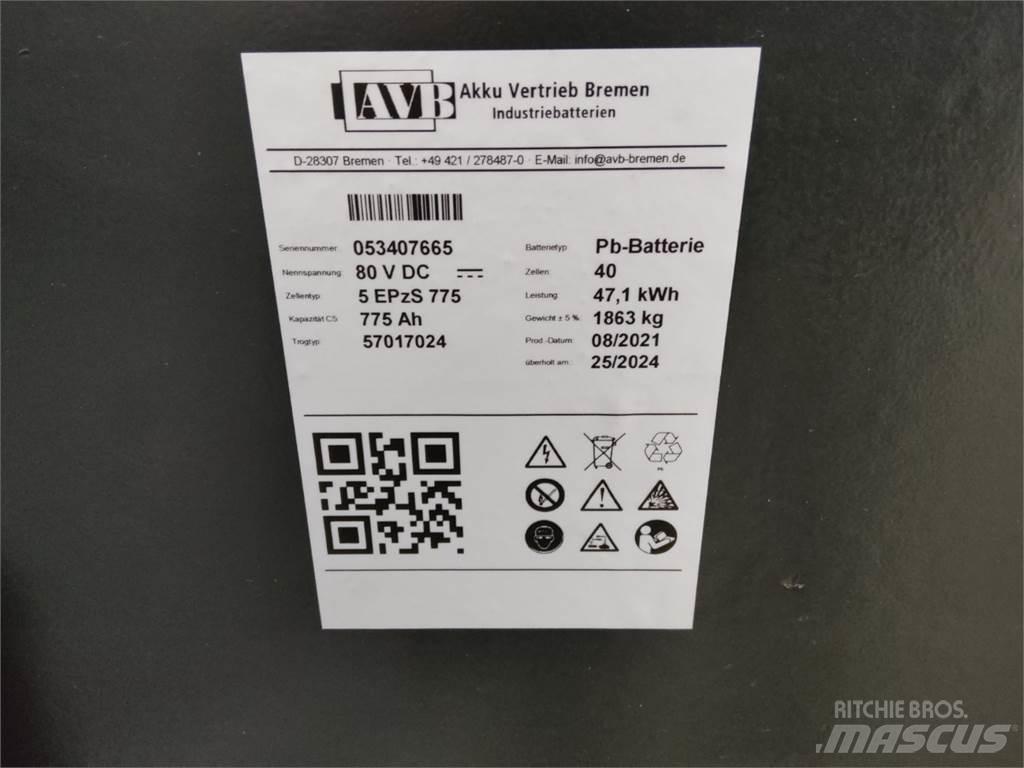 AVB Akku Vertrieb Bremen
Industriebatterien
D-28307 Bremen · Tel.: +49 421 / 278487-0 · E-Mail: info@avb-bremen.de
Seriennummer: 053407665 Batterietyp: Pb-Batterie
Nennspannung: 80 V DC Zellen: 40
Zellentyp: 5 EPzS 775 Leistung: 47,1 kWh
Kapazität C5: 775 Ah Gewicht ± 5 %: 1863 kg
Trogtyp: 57017024 Prod.-Datum: 08/2021
überholt am: 25/2024
Pb
RITCHIE BROS.
MASCUS